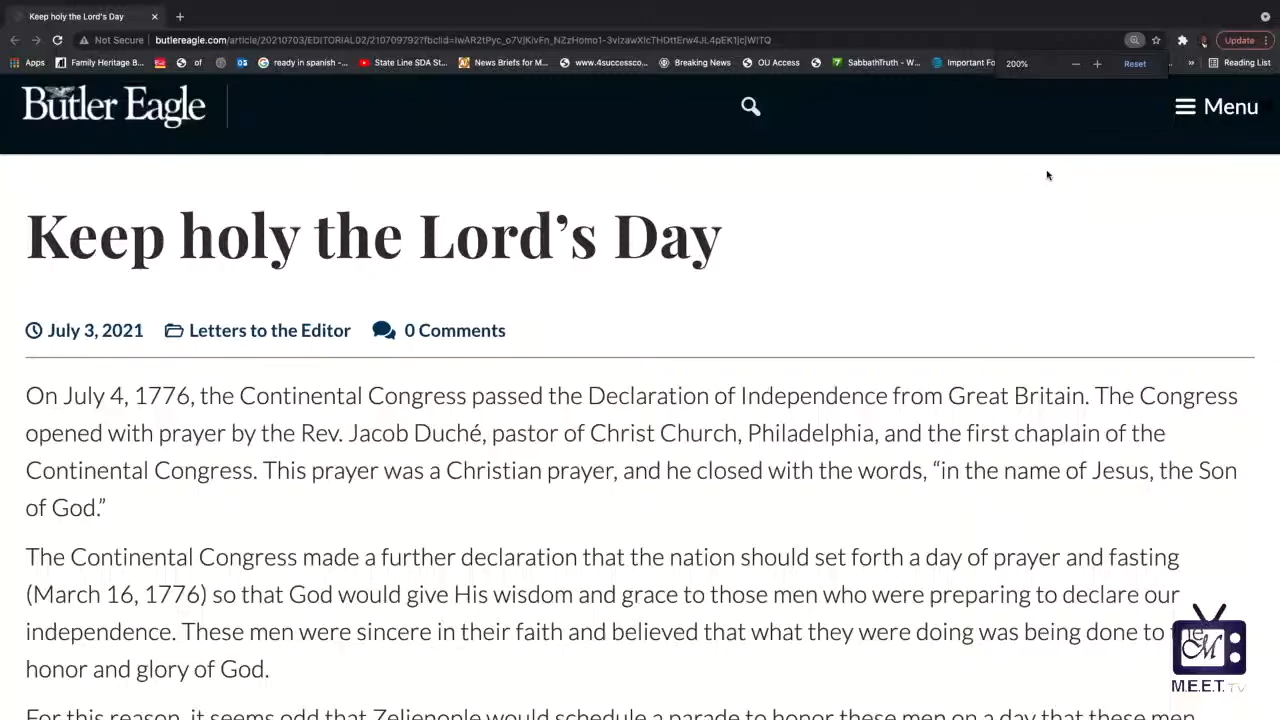 Keep holy the Lord's Day
Not Secure
butlereagle.com/article/20210703/EDITORIAL02/210709792?fbclid=
Update
Apps
Family Heritage B...
of
ready in spanish -...
State Line SDA St...
News Briefs for M...
www.4successco...
Breaking News
OU Access
SabbathTruth - W...
Important Fo
200%
Reset
Reading List
Butler Eagle
Menu
Keep holy the Lord’s Day
July 3, 2021
Letters to the Editor
0 Comments
On July 4, 1776, the Continental Congress passed the Declaration of Independence from Great Britain. The Congress
opened with prayer by the Rev. Jacob Duché, pastor of Christ Church, Philadelphia, and the first chaplain of the
Continental Congress. This prayer was a Christian prayer, and he closed with the words, “in the name of Jesus, the Son
of God.”
The Continental Congress made a further declaration that the nation should set forth a day of prayer and fasting
(March 16, 1776) so that God would give His wisdom and grace to those men who were preparing to declare our
independence. These men were sincere in their faith and believed that what they were doing was being done to the
honor and glory of God.
For this reason, it seems odd that Zelienople would schedule a parade to honor these men on a day that these men
M
M.E.E.T. TV